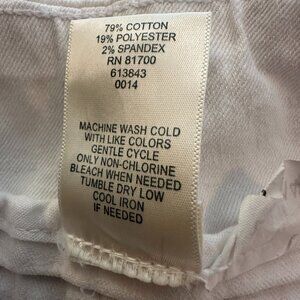 79% COTTON
19% POLYESTER
2% SPANDEX
RN 81700
613843
0014
MACHINE WASH COLD
WITH LIKE COLORS
GENTLE CYCLE
ONLY NON-CHLORINE
BLEACH WHEN NEEDED
TUMBLE DRY LOW
COOL IRON
IF NEEDED